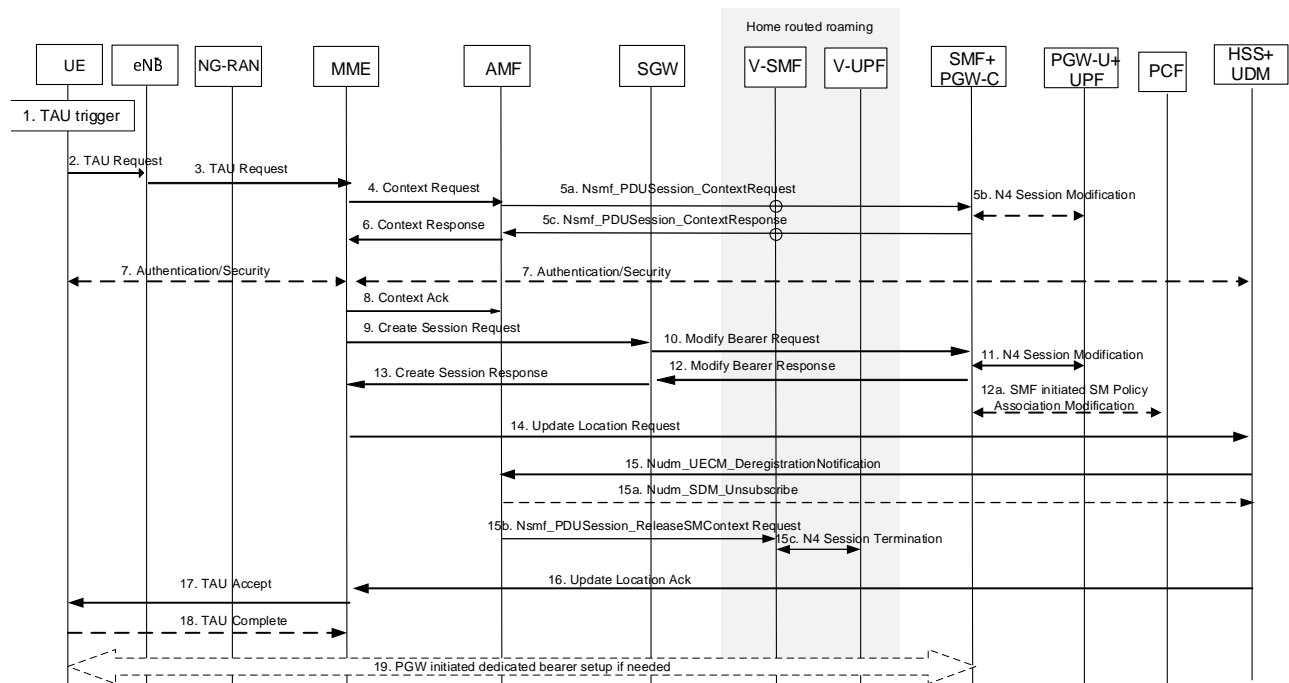 Home routed roaming
UE
eNB
NG-RAN
MME
AMF
SGW
V-SMF
V-UPF
SMF+
PGW-C
PGW-U+
UPF
PCF
HSS+
UDM
1. TAU trigger
2. TAU Request
3. TAU Request
4. Context Request
5a. Nsmf_PDUSession_ContextRequest
5b. N4 Session Modification
5c. Nsmf_PDUSession_ContextResponse
6. Context Response
7. Authentication/Security
7. Authentication/Security
8. Context Ack
9. Create Session Request
10. Modify Bearer Request
11. N4 Session Modification
12. Modify Bearer Response
13. Create Session Response
12a. SMF initiated SM Policy
Association Modification
14. Update Location Request
15. Nudm_UECM_DeregistrationNotification
15a. Nudm_SDM_Unsubscribe
15b. Nsmf_PDUSession_ReleaseSMContext Request
15c. N4 Session Termination
16. Update Location Ack
17. TAU Accept
18. TAU Complete
19. PGW initiated dedicated bearer setup if needed